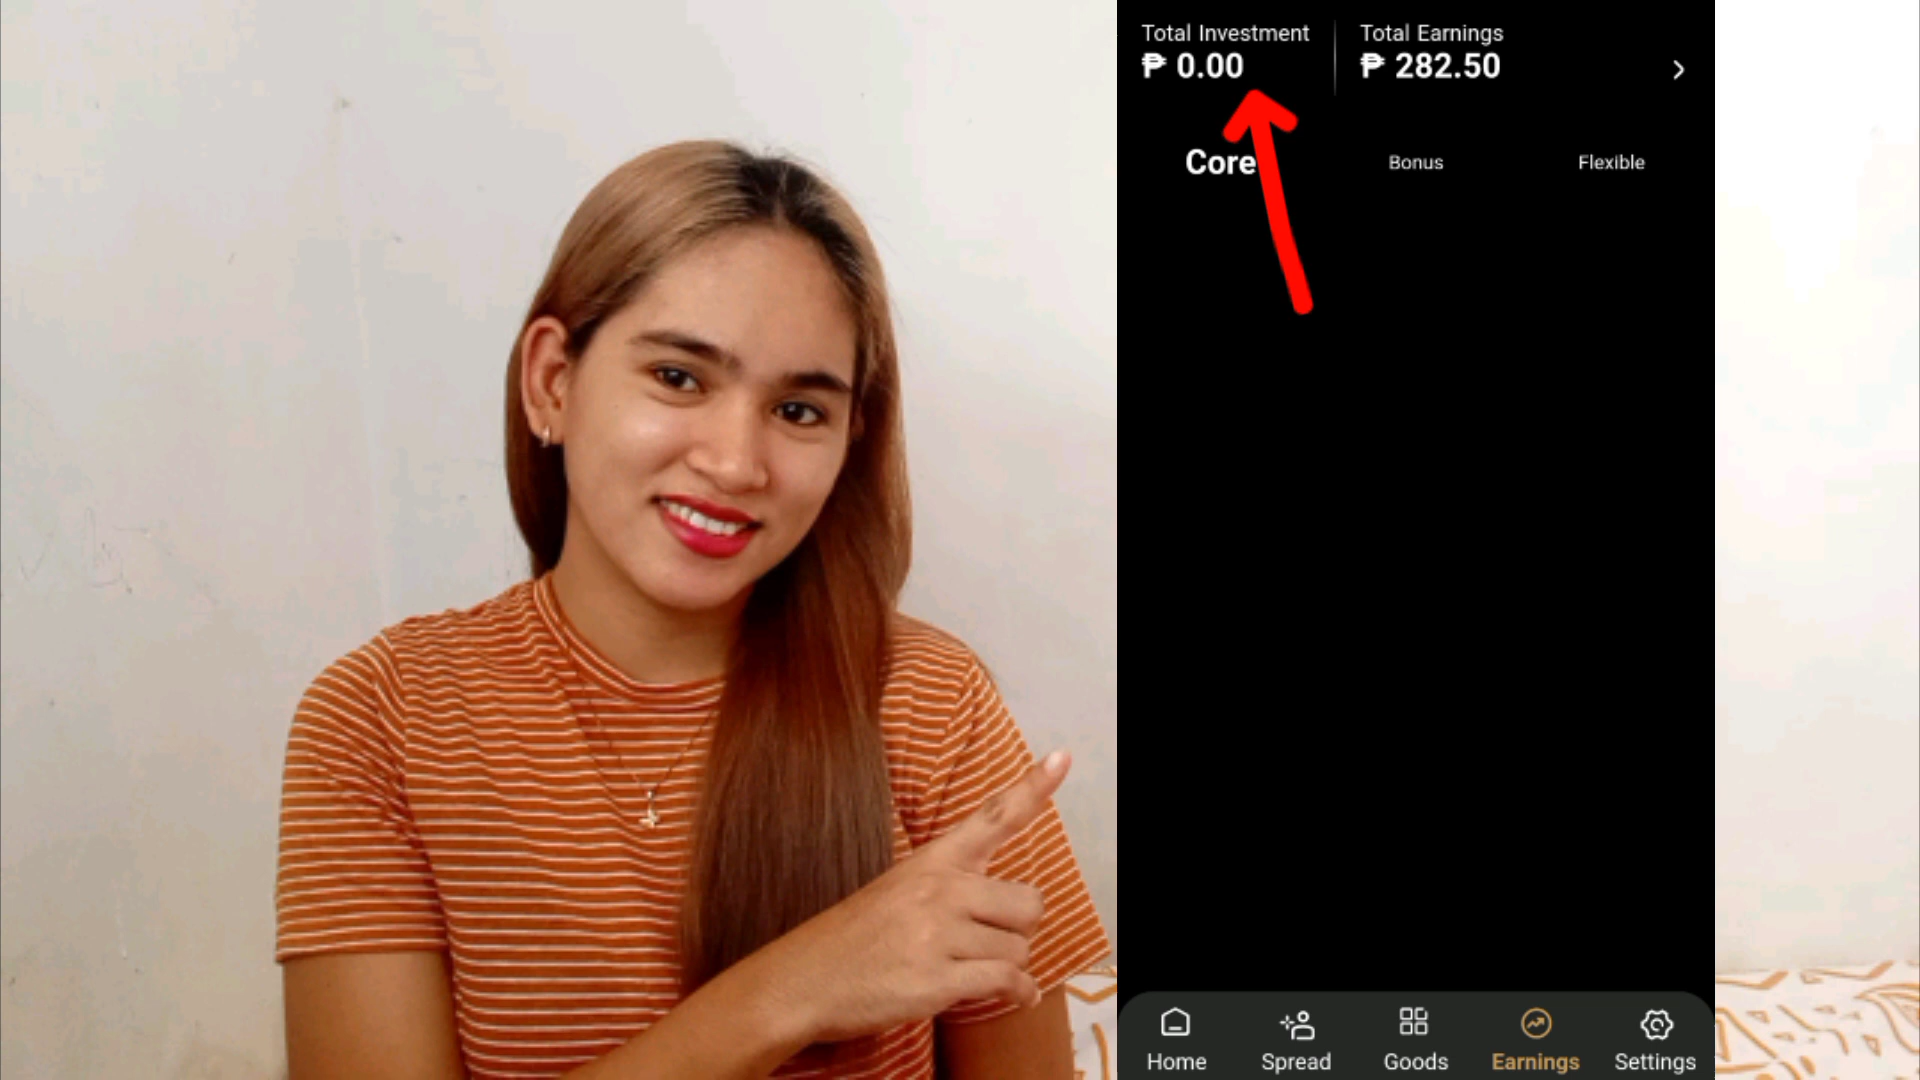 Total Investment
₱ 0.00
Total Earnings
₱ 282.50
Core
Bonus
Flexible
Home
Spread
Goods
Earnings
Settings